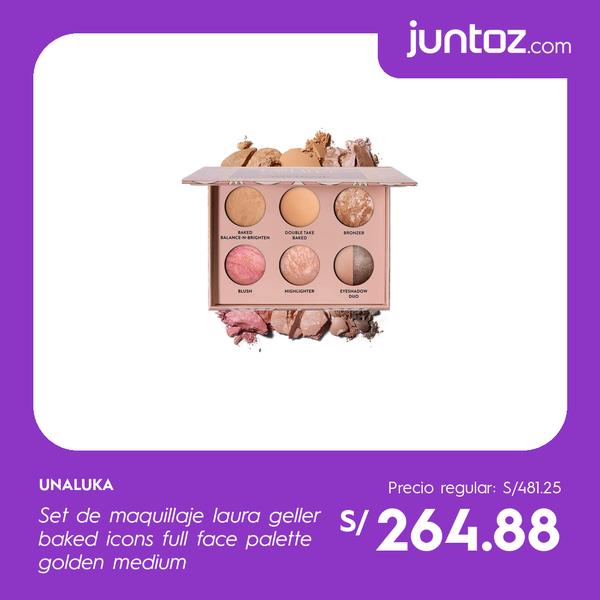 juntoz.com
BAKED
BALANCE-N-BRIGHTEN
DOUBLE TAKE
BAKED
BRONZER
BLUSH
HIGHLIGHTER
EYESHADOW
DUO
UNALUKA
Set de maquillaje laura geller
baked icons full face palette
golden medium
Precio regular: S/481.25
S/ 264.88